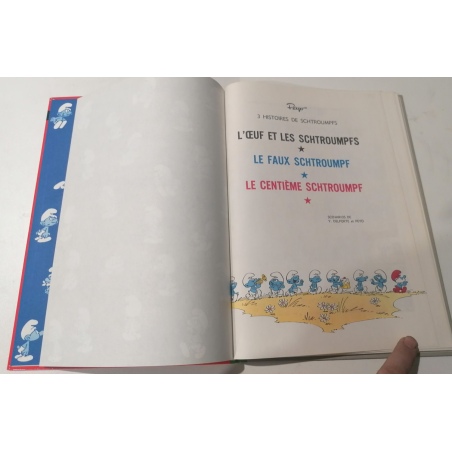 Peyo
3 HISTOIRES DE SCHTROUMPFS
L'ŒUF ET LES SCHTROUMPFS
LE FAUX SCHTROUMPF
LE CENTIÈME SCHTROUMPF